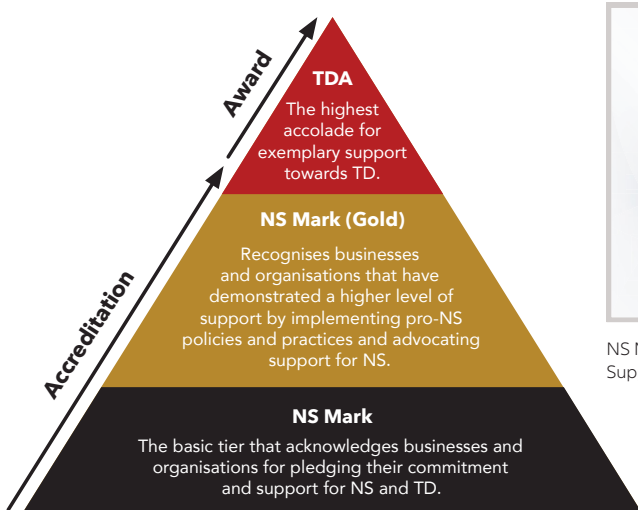 Award
TDA
The highest
accolade for
exemplary support
towards TD.
Accreditation
NS Mark (Gold)
Recognises businesses
and organisations that have
demonstrated a higher level of
support by implementing pro-NS
policies and practices and advocating
support for NS.
NS Mark
The basic tier that acknowledges businesses and
organisations for pledging their commitment
and support for NS and TD.
NS